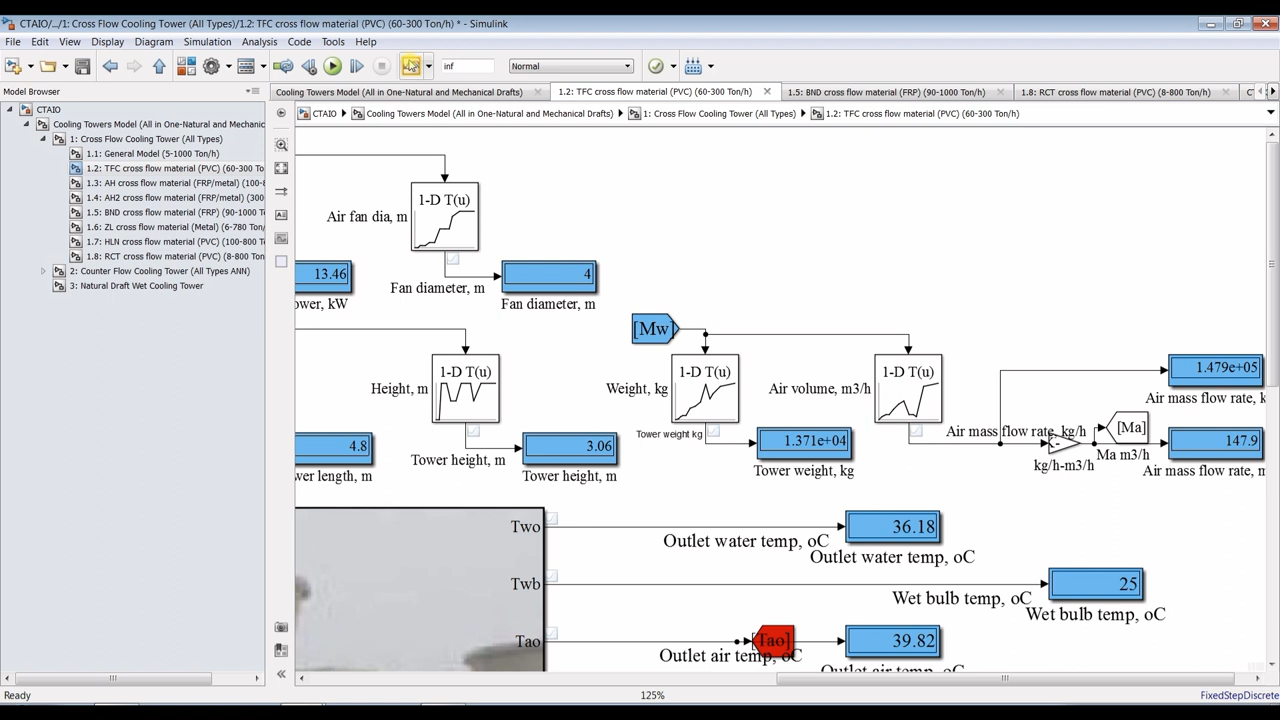 CTAIO/.../1: Cross Flow Cooling Tower (All Types)/1.2: TFC cross flow material (PVC) (60-300 Ton/h) * - Simulink
File Edit View Display Diagram Simulation Analysis Code Tools Help
inf
Normal
Model Browser
Cooling Towers Model (All in One-Natural and Mechanical Drafts)
1.2: TFC cross flow material (PVC) (60-300 Ton/h)
1.5: BND cross flow material (FRP) (90-1000 Ton/h)
1.8: RCT cross flow material (PVC) (8-800 ton/h)
CTAIO
Cooling Towers Model (All in One-Natural and Mechanic
1: Cross Flow Cooling Tower (All Types)
1.1: General Model (5-1000 Ton/h)
1.2: TFC cross flow material (PVC) (60-300 To
1.3: AH cross flow material (FRP/metal) (100-
1.4: AH2 cross flow material (FRP/metal) (300
1.5: BND cross flow material (FRP) (90-1000 T
1.6: ZL cross flow material (Metal) (6-780 Ton/
1.7: HLN cross flow material (PVC) (100-800 T
1.8: RCT cross flow material (PVC) (8-800 ton
2: Counter Flow Cooling Tower (All Types ANN)
3: Natural Draft Wet Cooling Tower
CTAIO Cooling Towers Model (All in One-Natural and Mechanical Drafts) 1: Cross Flow Cooling Tower (All Types) 1.2: TFC cross flow material (PVC) (60-300 Ton/h)
1-D T(u)
Air fan dia, m
13.46
ower, kW
Fan diameter, m
4
Fan diameter, m
[Mw]
1-D T(u)
Height, m
4.8
wer length, m
Tower height, m
3.06
Tower height, m
1-D T(u)
Weight, kg
Tower weight kg
1.371e+04
Tower weight, kg
1-D T(u)
Air volume, m3/h
1.479e+05
Air mass flow rate, k
Air mass flow rate, kg/h
kg/h-m3/h
[Ma]
Ma m3/h
147.9
Air mass flow rate, m
Two
Outlet water temp, oC
36.18
Outlet water temp, oC
Twb
Wet bulb temp, oC
25
Wet bulb temp, oC
Tao
Outlet air temp, oC
[Tao]
39.82
Outlet air temp, oC
Ready
125%
FixedStepDiscrete